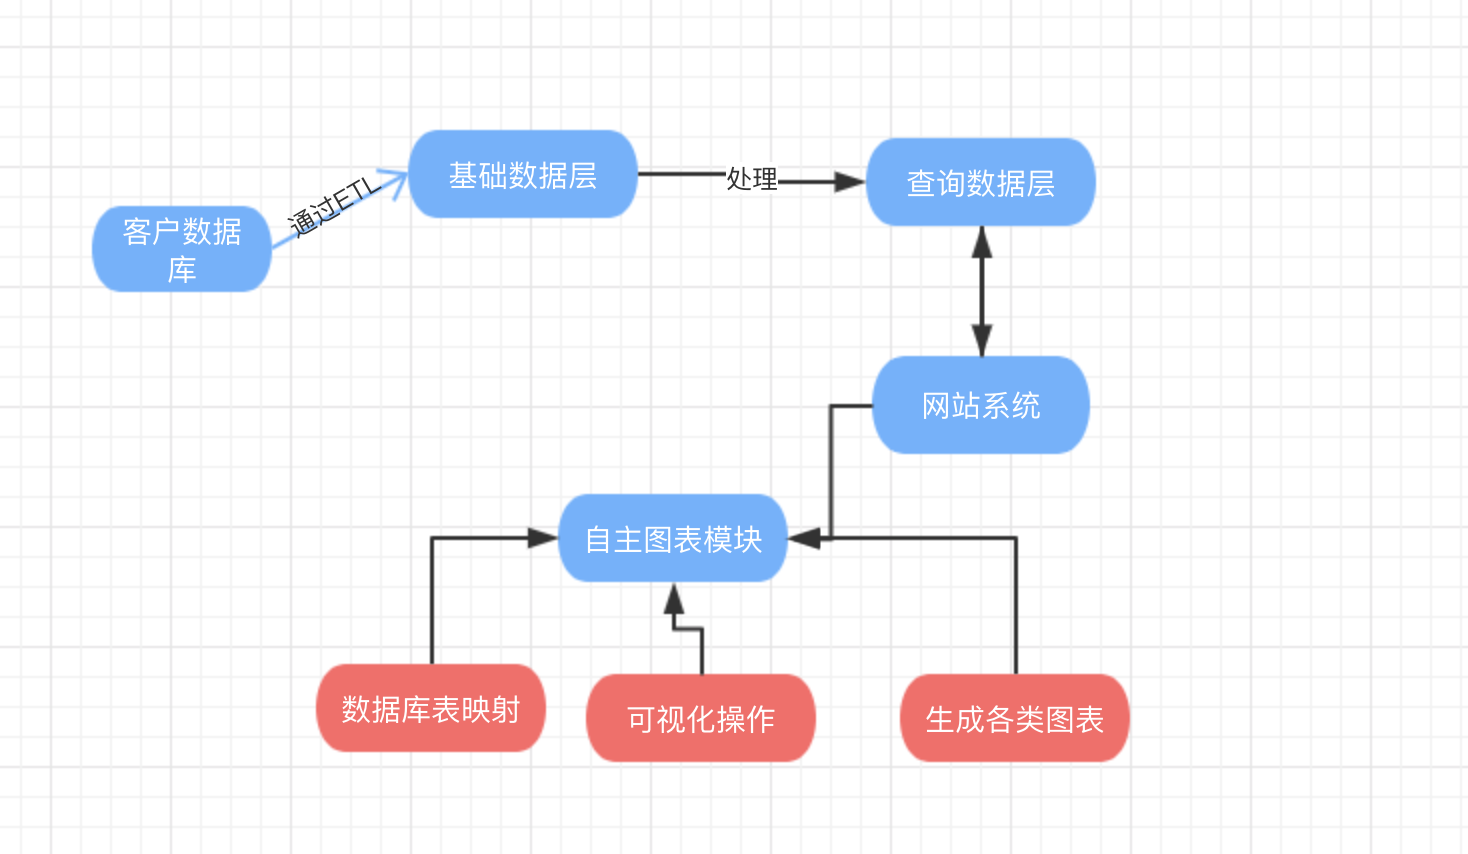 基础数据层
处理
查询数据层
通过ETL
客户数据
库
网站系统
自主图表模块
数据库表映射
可视化操作
生成各类图表